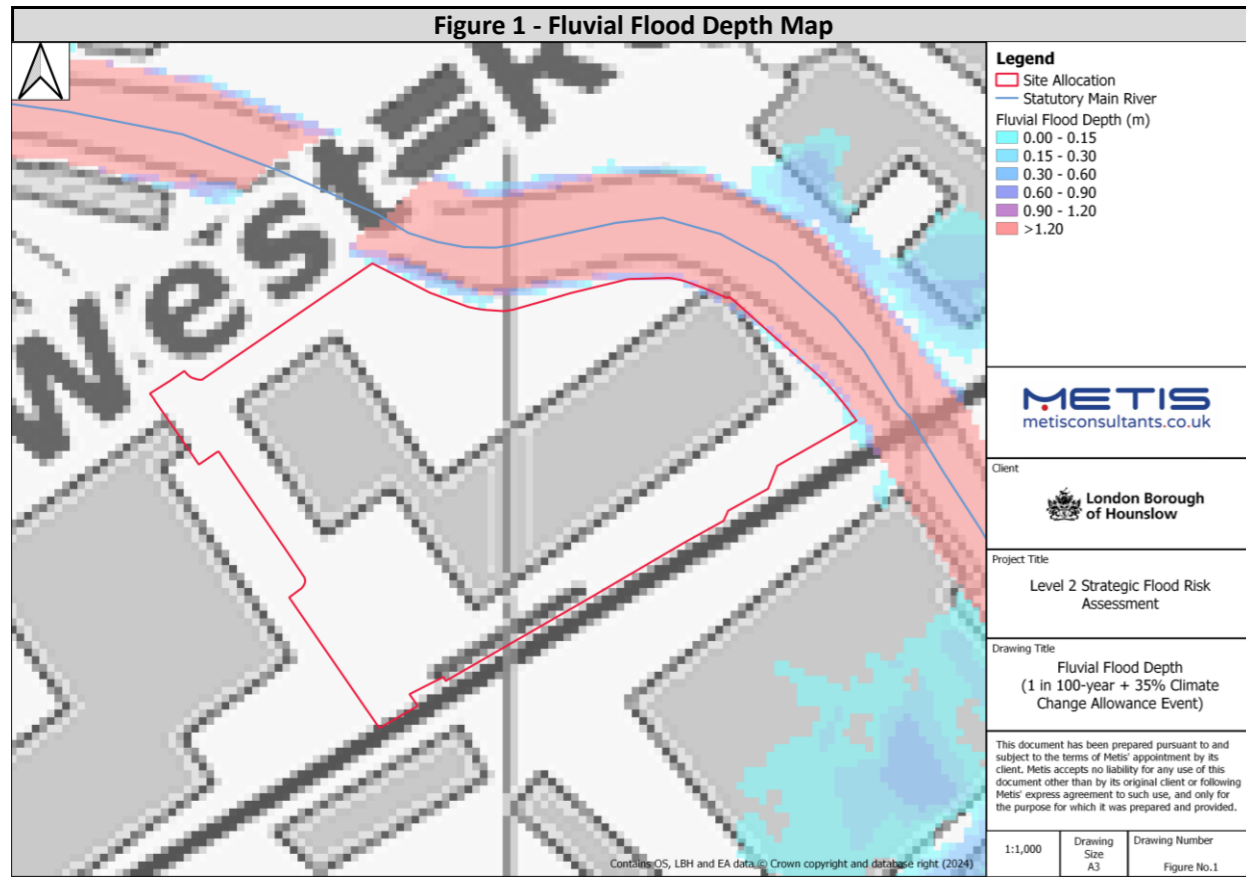 Figure 1 - Fluvial Flood Depth Map
West
Legend
Site Allocation
Statutory Main River
Fluvial Flood Depth (m)
0.00 - 0.15
0.15 - 0.30
0.30 - 0.60
0.60 - 0.90
0.90 - 1.20
>1.20
METIS
metisconsultants.co.uk
Client
London Borough
of Hounslow
Project Title
Level 2 Strategic Flood Risk
Assessment
Drawing Title
Fluvial Flood Depth
(1 in 100-year + 35% Climate
Change Allowance Event)
This document has been prepared pursuant to and
subject to the terms of Metis' appointment by its
client. Metis accepts no liability for any use of this
document other than by its original client or following
Metis' express agreement to such use, and only for
the purpose for which it was prepared and provided.
1:1,000
Drawing
Size
A3
Drawing Number
Figure No.1
Contains OS, LBH and EA data © Crown copyright and database right (2024)